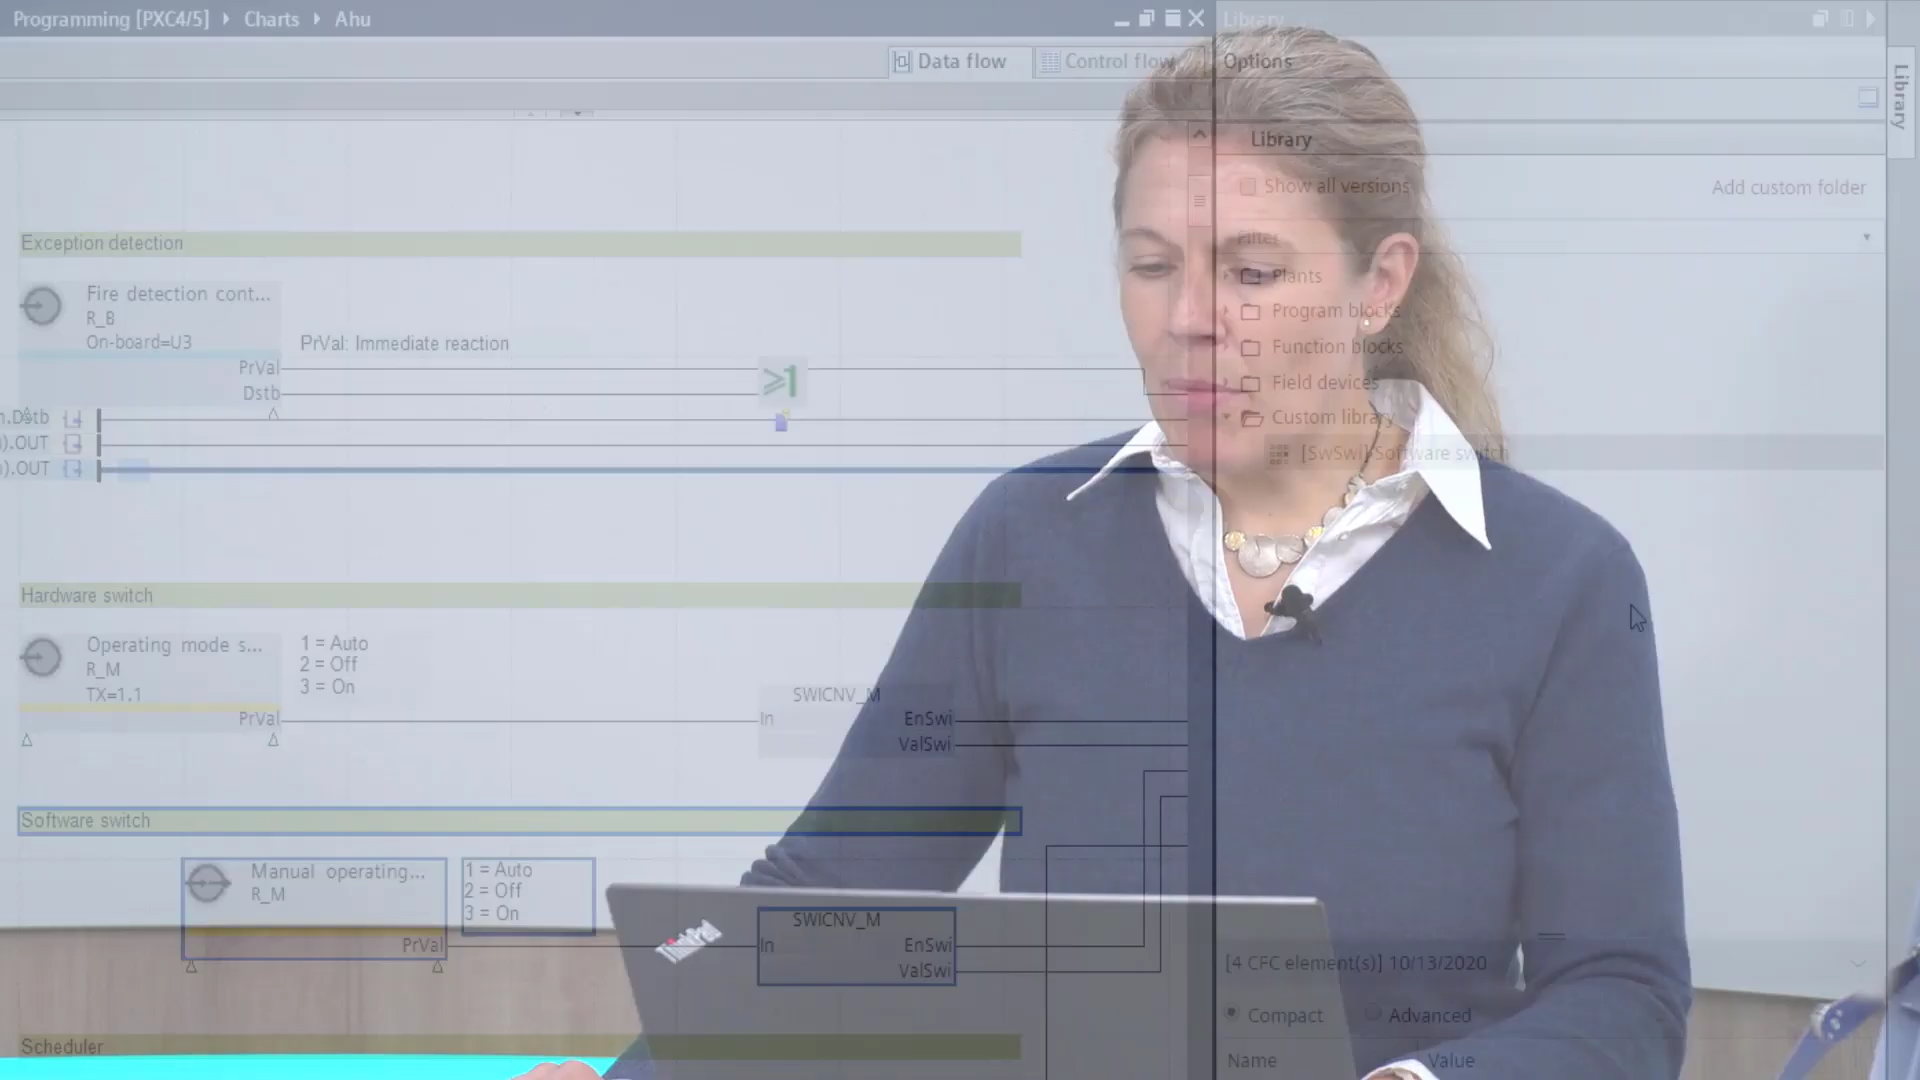 Programming [PXC4/5] Charts Ahu
Library
Data flow
Control flow
Options
Library
Library
Show all versions
Add custom folder
Filter
Plants
Program blocks
Function blocks
Field devices
Custom library
[SwSwi] Software switch
Exception detection
Fire detection cont...
R_B
On-board=U3
PrVal: Immediate reaction
PrVal
Dstb
≥1
n.Dstb
).OUT
).OUT
Hardware switch
Operating mode s...
R_M
TX=1.1
1 = Auto
2 = Off
3 = On
PrVal
SWICNV_M
In
EnSwi
ValSwi
Software switch
Manual operating...
R_M
1 = Auto
2 = Off
3 = On
PrVal
SWICNV_M
In
EnSwi
ValSwi
Scheduler
[4 CFC element(s)] 10/13/2020
Compact
Advanced
Name
Value